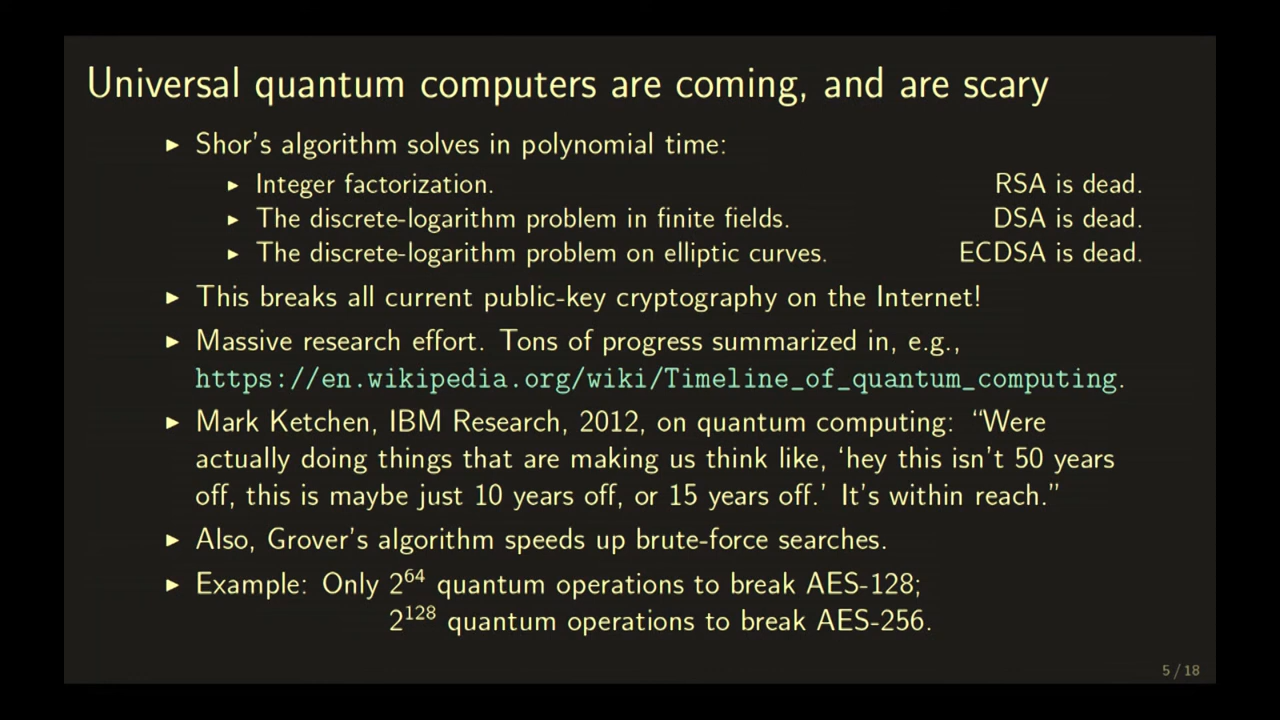 Universal quantum computers are coming, and are scary
▶ Shor's algorithm solves in polynomial time:
▶ Integer factorization. RSA is dead.
▶ The discrete-logarithm problem in finite fields. DSA is dead.
▶ The discrete-logarithm problem on elliptic curves. ECDSA is dead.
▶ This breaks all current public-key cryptography on the Internet!
▶ Massive research effort. Tons of progress summarized in, e.g.,
https://en.wikipedia.org/wiki/Timeline_of_quantum_computing.
▶ Mark Ketchen, IBM Research, 2012, on quantum computing: “Were
actually doing things that are making us think like, ‘hey this isn't 50 years
off, this is maybe just 10 years off, or 15 years off.’ It's within reach.”
▶ Also, Grover's algorithm speeds up brute-force searches.
▶ Example: Only 2⁶⁴ quantum operations to break AES-128;
2¹²⁸ quantum operations to break AES-256.
5 / 18